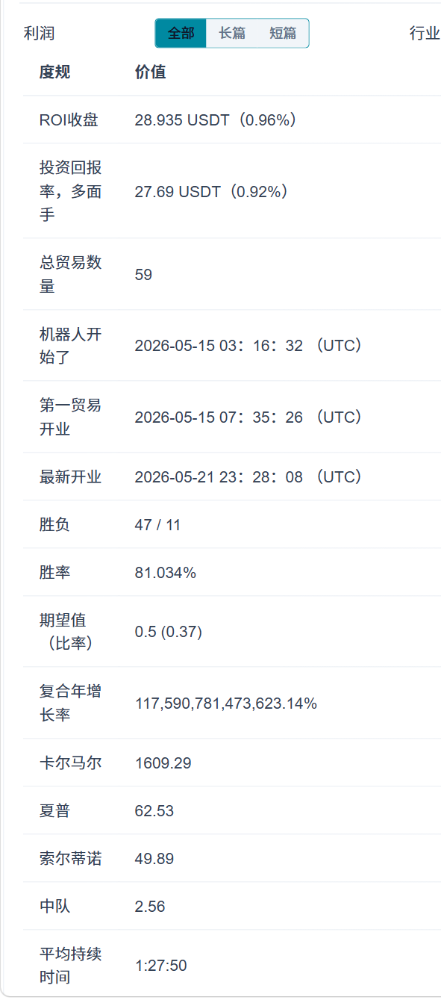 利润 全部 长篇 短篇 行业
度规 价值
ROI收盘 28.935 USDT（0.96%）
投资回报
率，多面 27.69 USDT（0.92%）
手
总贸易数
量 59
机器人开
始了 2026-05-15 03：16：32 （UTC）
第一贸易
开业 2026-05-15 07：35：26 （UTC）
最新开业 2026-05-21 23：28：08 （UTC）
胜负 47 / 11
胜率 81.034%
期望值
（比率） 0.5 (0.37)
复合年增
长率 117,590,781,473,623.14%
卡尔马尔 1609.29
夏普 62.53
索尔蒂诺 49.89
中队 2.56
平均持续
时间 1:27:50